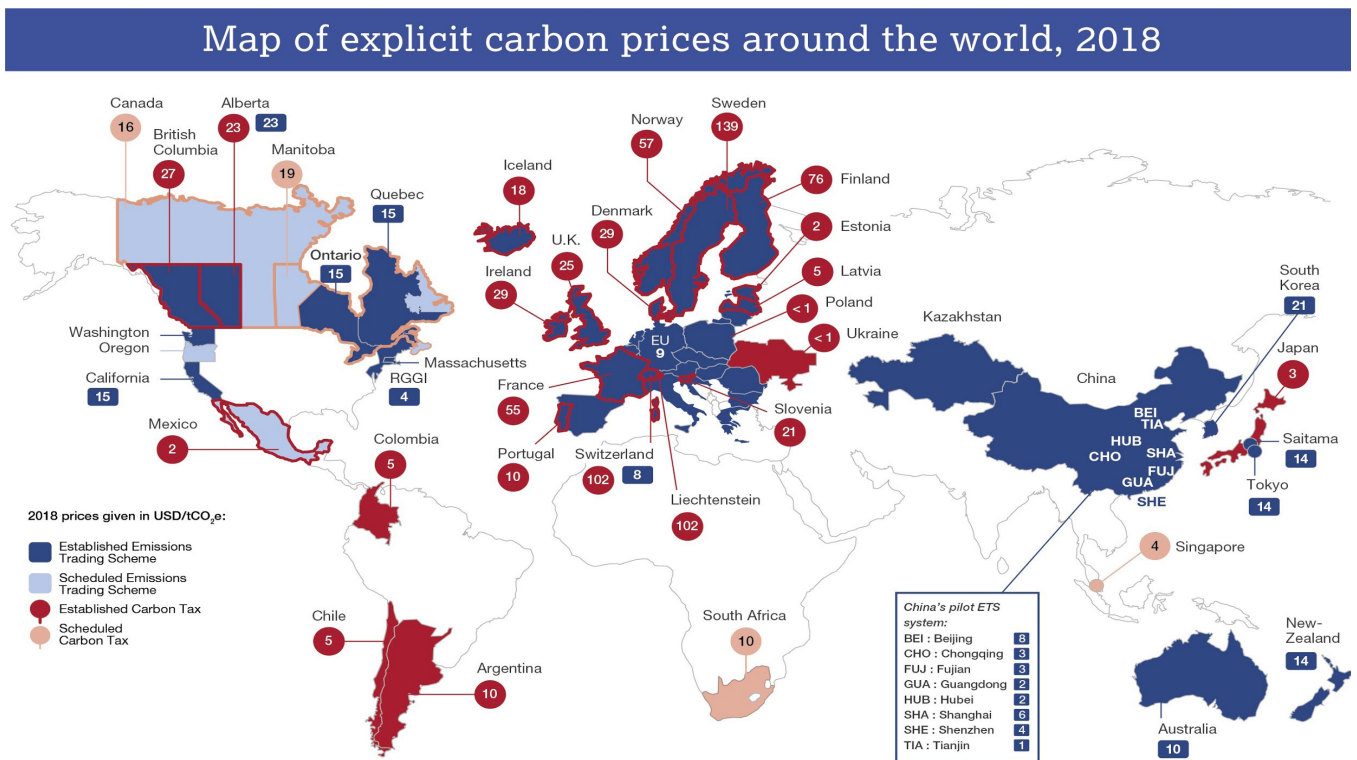 Map of explicit carbon prices around the world, 2018
Canada
16
Alberta
23
23
British
Columbia
27
Manitoba
19
Quebec
15
Ontario
15
Washington
Oregon
California
15
Massachusetts
RGGI
4
Mexico
2
Colombia
5
Chile
5
Argentina
10
Iceland
18
Norway
57
Sweden
139
Finland
76
Denmark
29
Estonia
2
U.K.
25
Ireland
29
Latvia
5
Poland
< 1
Ukraine
< 1
EU
9
France
55
Portugal
10
Switzerland
102
8
Liechtenstein
102
Slovenia
21
South Africa
10
Kazakhstan
China
BEI
TIA
HUB
CHO
SHA
FUJ
GUA
SHE
South
Korea
21
Japan
3
Saitama
14
Tokyo
14
Singapore
4
Australia
10
New-
Zealand
14
2018 prices given in USD/tCO₂e:
Established Emissions
Trading Scheme
Scheduled Emissions
Trading Scheme
Established Carbon Tax
Scheduled
Carbon Tax
China's pilot ETS
system:
BEI : Beijing 8
CHO : Chongqing 3
FUJ : Fujian 3
GUA : Guangdong 2
HUB : Hubei 2
SHA : Shanghai 6
SHE : Shenzhen 4
TIA : Tianjin 1